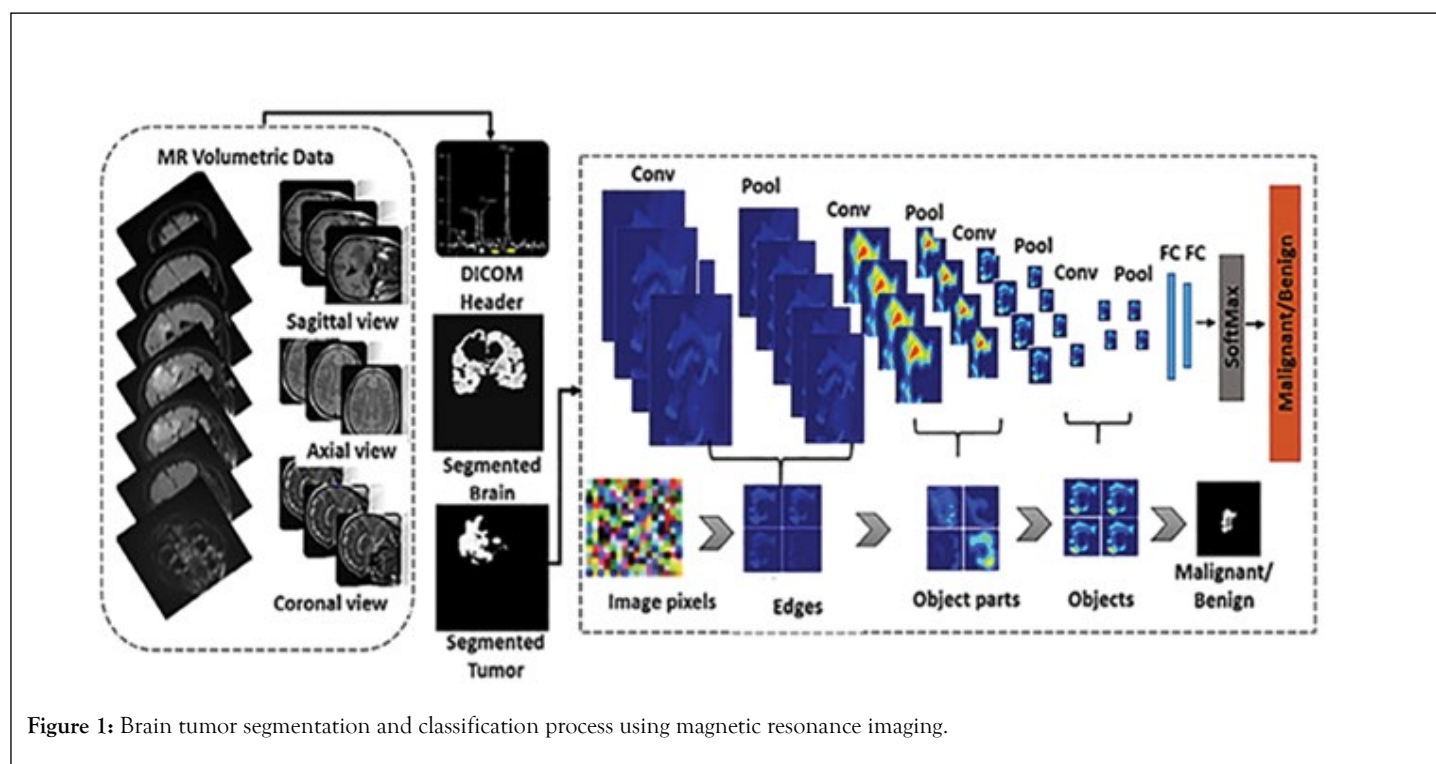 MR Volumetric Data
Sagittal view
Axial view
Coronal view
DICOM
Header
Segmented
Brain
Segmented
Tumor
Conv
Pool
Conv
Pool
Conv
Pool
Conv
Pool
FC FC
SoftMax
Malignant/Benign
Image pixels
Edges
Object parts
Objects
Malignant/
Benign
Figure 1: Brain tumor segmentation and classification process using magnetic resonance imaging.